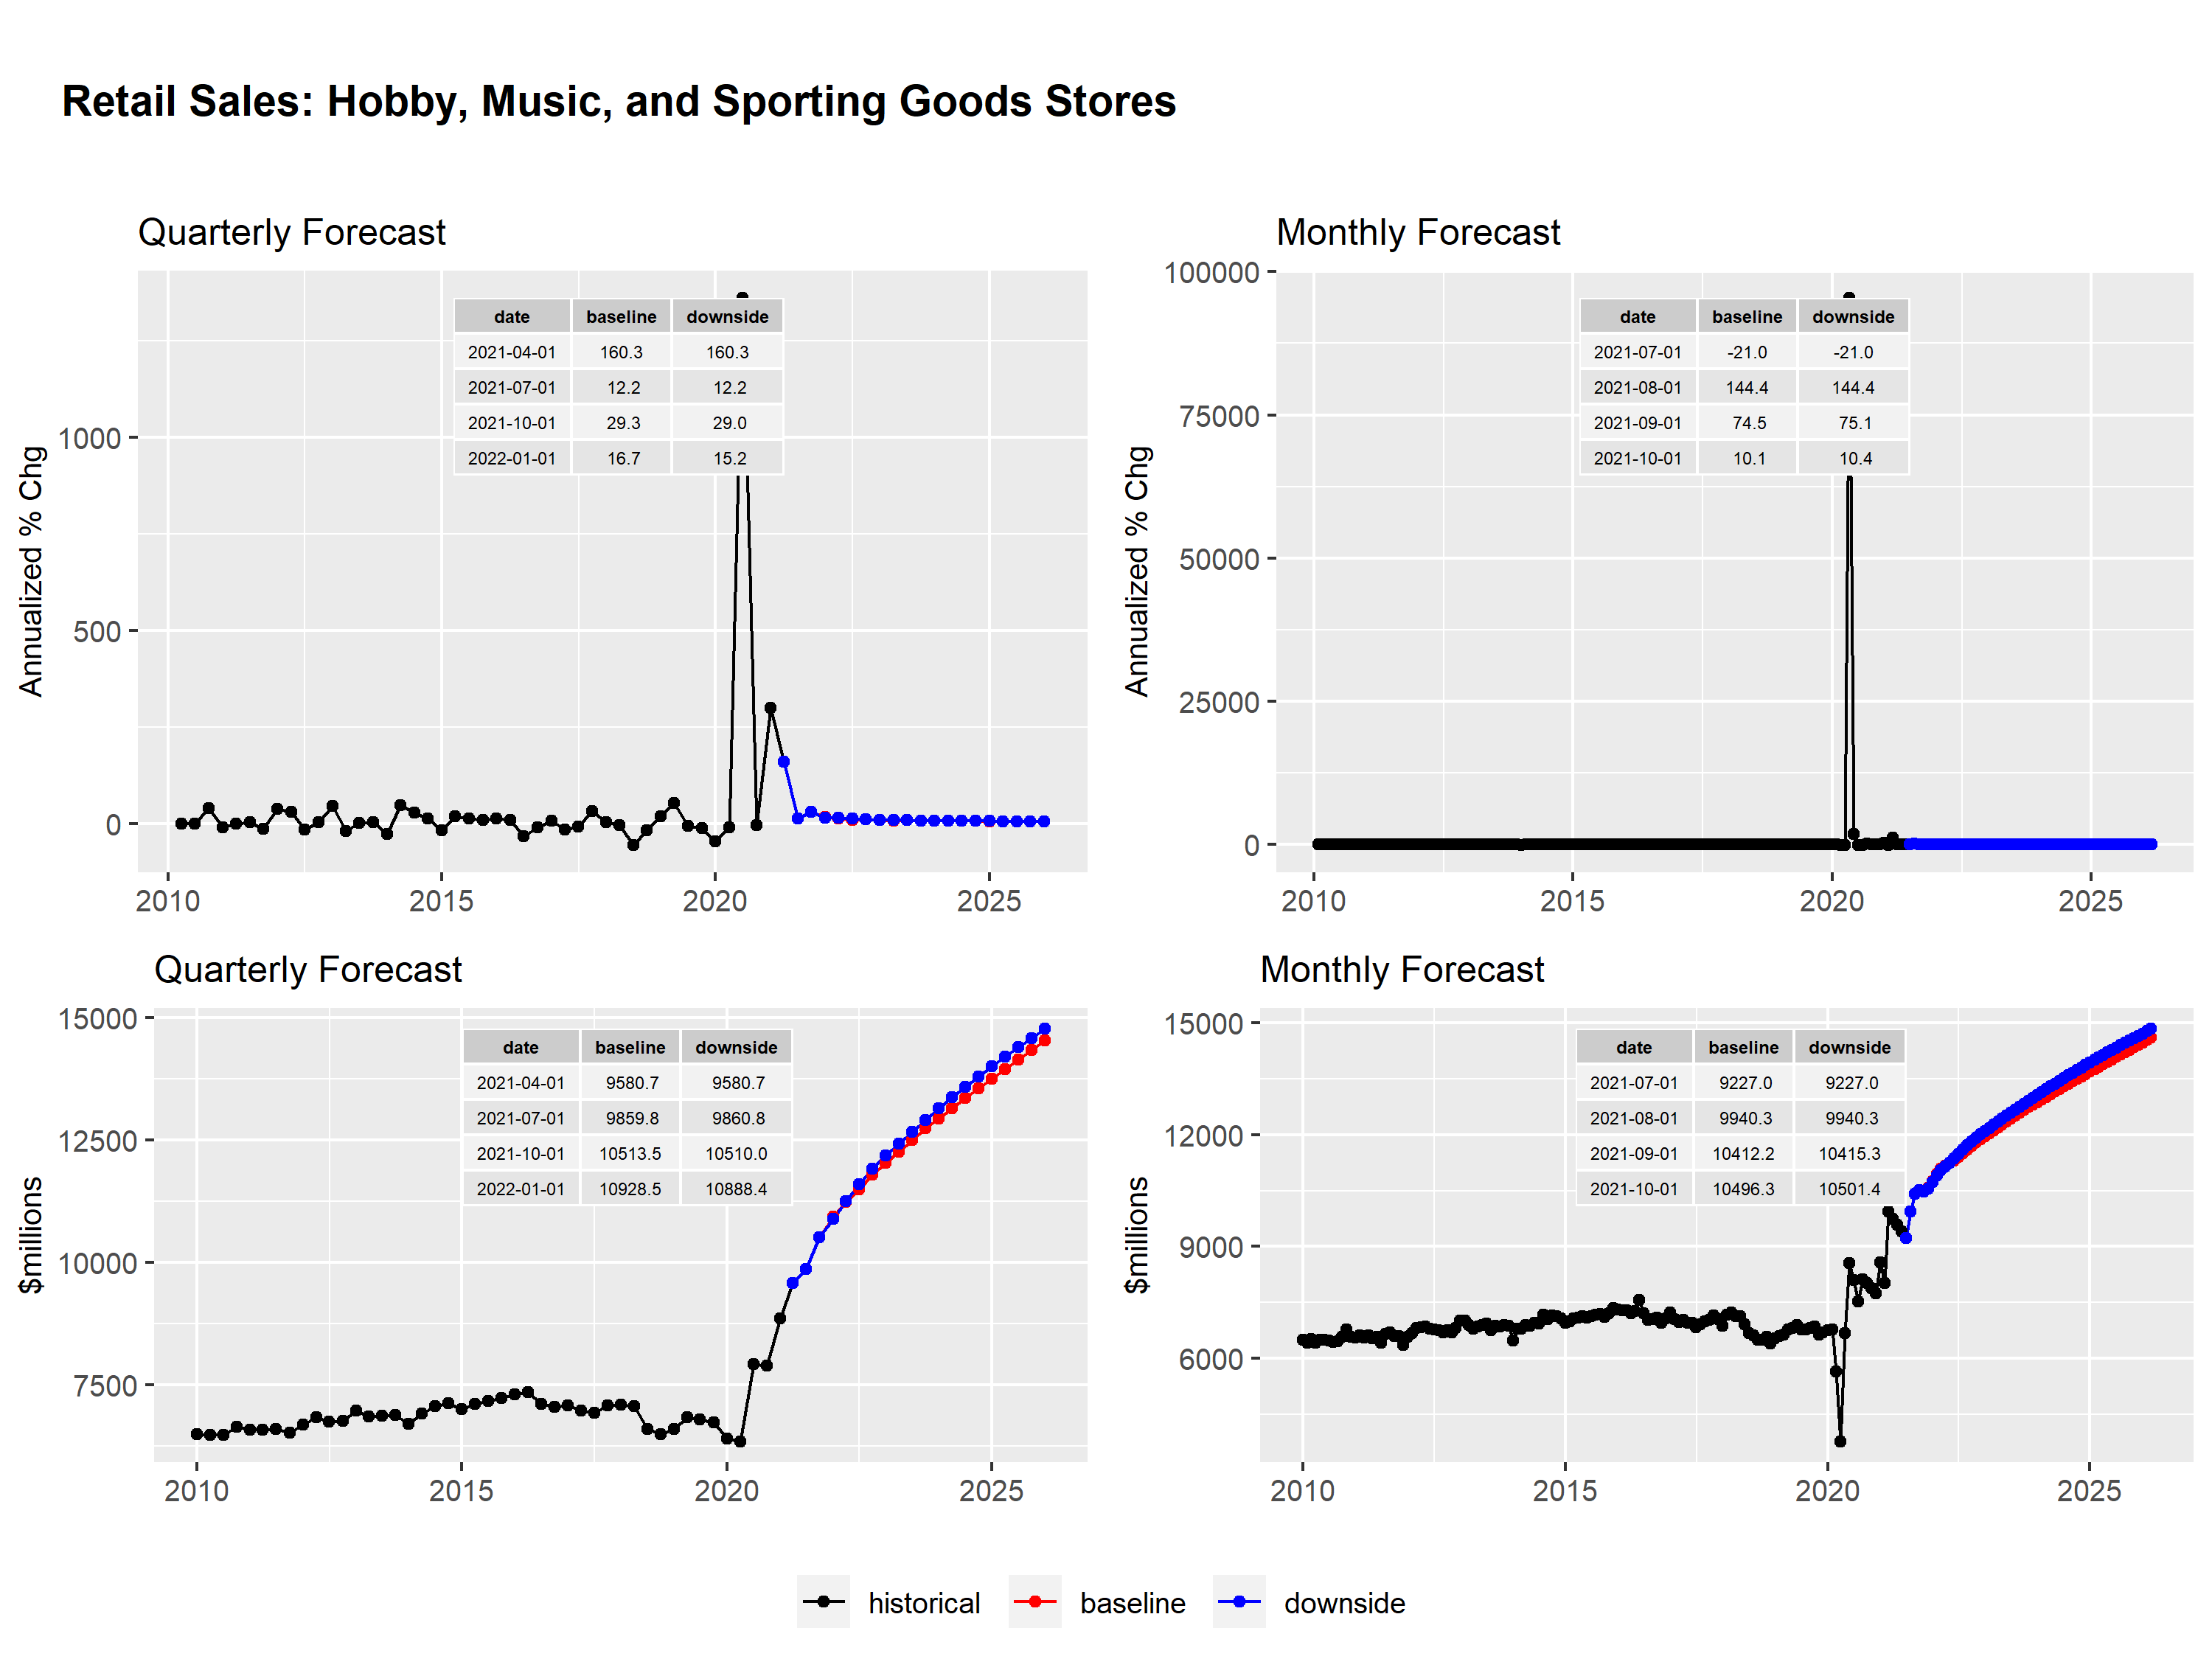 Retail Sales: Hobby, Music, and Sporting Goods Stores
Quarterly Forecast
Annualized % Chg
1000
500
0
date baseline downside
2021-04-01 160.3 160.3
2021-07-01 12.2 12.2
2021-10-01 29.3 29.0
2022-01-01 16.7 15.2
2010 2015 2020 2025
Monthly Forecast
Annualized % Chg
100000
75000
50000
25000
0
date baseline downside
2021-07-01 -21.0 -21.0
2021-08-01 144.4 144.4
2021-09-01 74.5 75.1
2021-10-01 10.1 10.4
2010 2015 2020 2025
Quarterly Forecast
$millions
15000
12500
10000
7500
date baseline downside
2021-04-01 9580.7 9580.7
2021-07-01 9859.8 9860.8
2021-10-01 10513.5 10510.0
2022-01-01 10928.5 10888.4
2010 2015 2020 2025
Monthly Forecast
$millions
15000
12000
9000
6000
date baseline downside
2021-07-01 9227.0 9227.0
2021-08-01 9940.3 9940.3
2021-09-01 10412.2 10415.3
2021-10-01 10496.3 10501.4
2010 2015 2020 2025
historical baseline downside